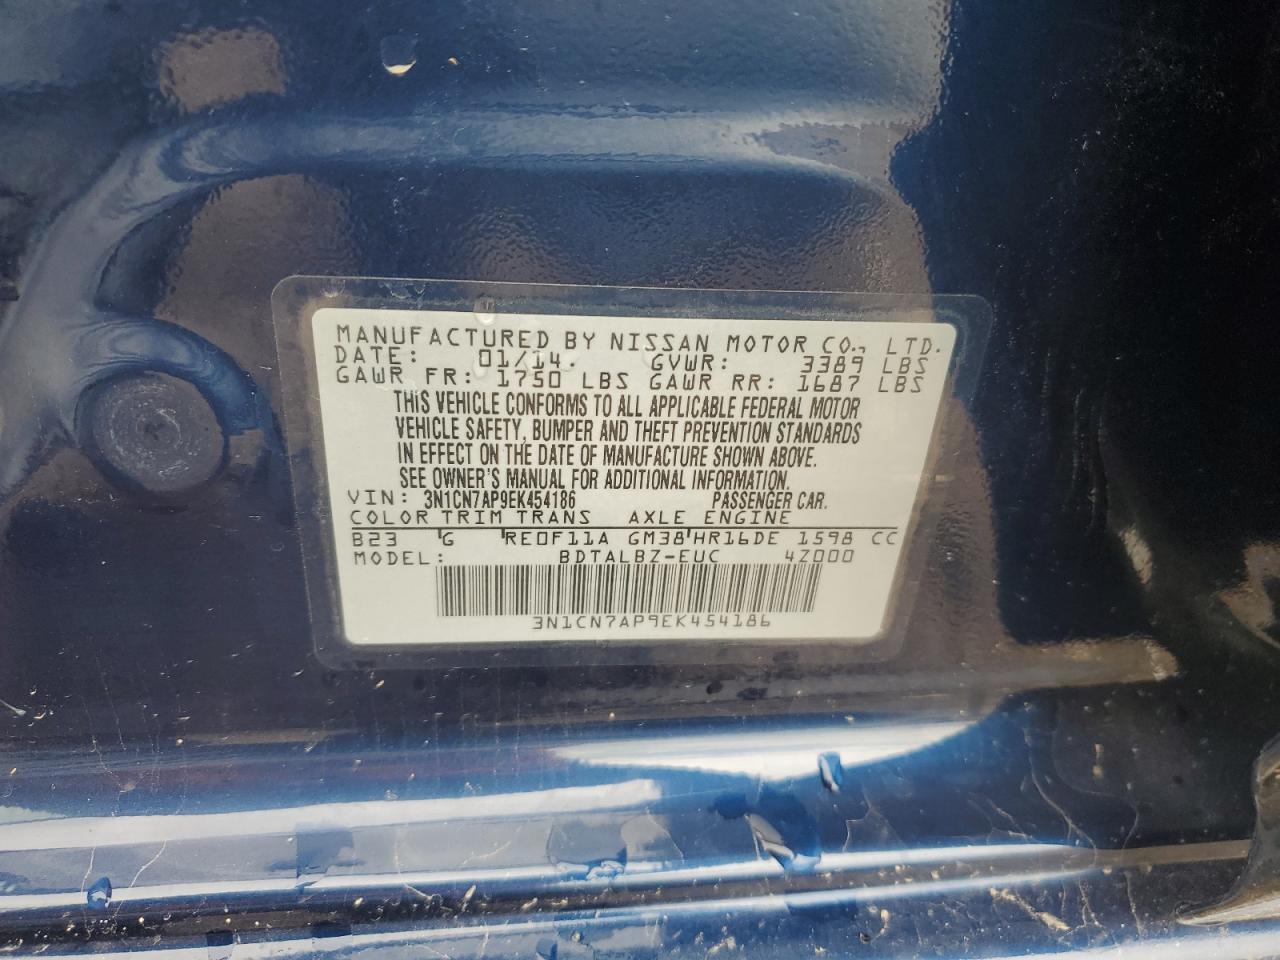 MANUFACTURED BY NISSAN MOTOR CO., LTD.
DATE: 01/14. GVWR: 3389 LBS
GAWR FR: 1750 LBS GAWR RR: 1687 LBS
THIS VEHICLE CONFORMS TO ALL APPLICABLE FEDERAL MOTOR
VEHICLE SAFETY, BUMPER AND THEFT PREVENTION STANDARDS
IN EFFECT ON THE DATE OF MANUFACTURE SHOWN ABOVE.
SEE OWNER'S MANUAL FOR ADDITIONAL INFORMATION.
VIN: 3N1CN7AP9EK454186 PASSENGER CAR.
COLOR TRIM TRANS AXLE ENGINE
B23 G RE0F11A GM38 HR16DE 1598 CC
MODEL: BDTALBZ-EUC 4Z000
3N1CN7AP9EK454186